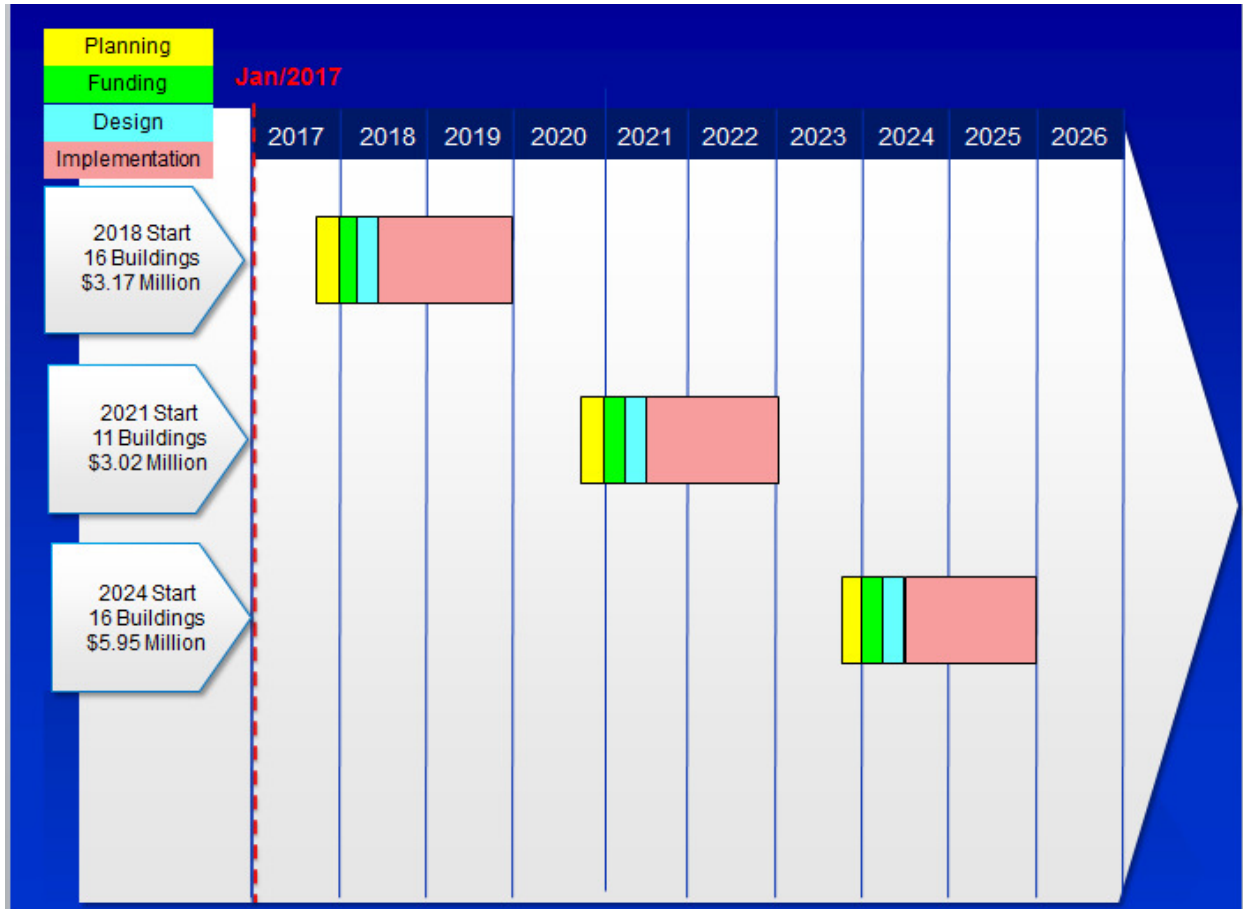 Planning
Funding
Design
Implementation
Jan/2017
2017 2018 2019 2020 2021 2022 2023 2024 2025 2026
2018 Start
16 Buildings
$3.17 Million
2021 Start
11 Buildings
$3.02 Million
2024 Start
16 Buildings
$5.95 Million